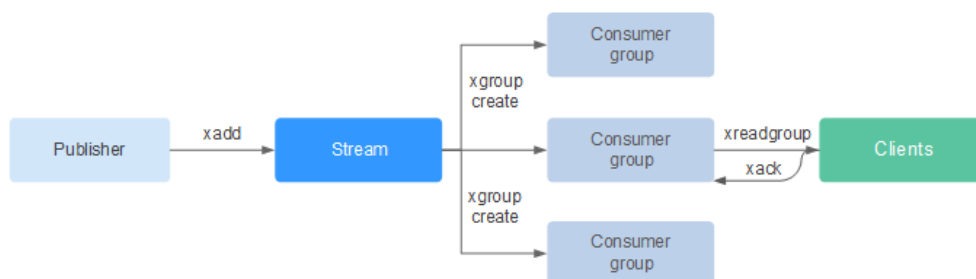 Consumer
group
xgroup
create
Publisher
xadd
Stream
Consumer
group
xreadgroup
xack
Clients
xgroup
create
Consumer
group